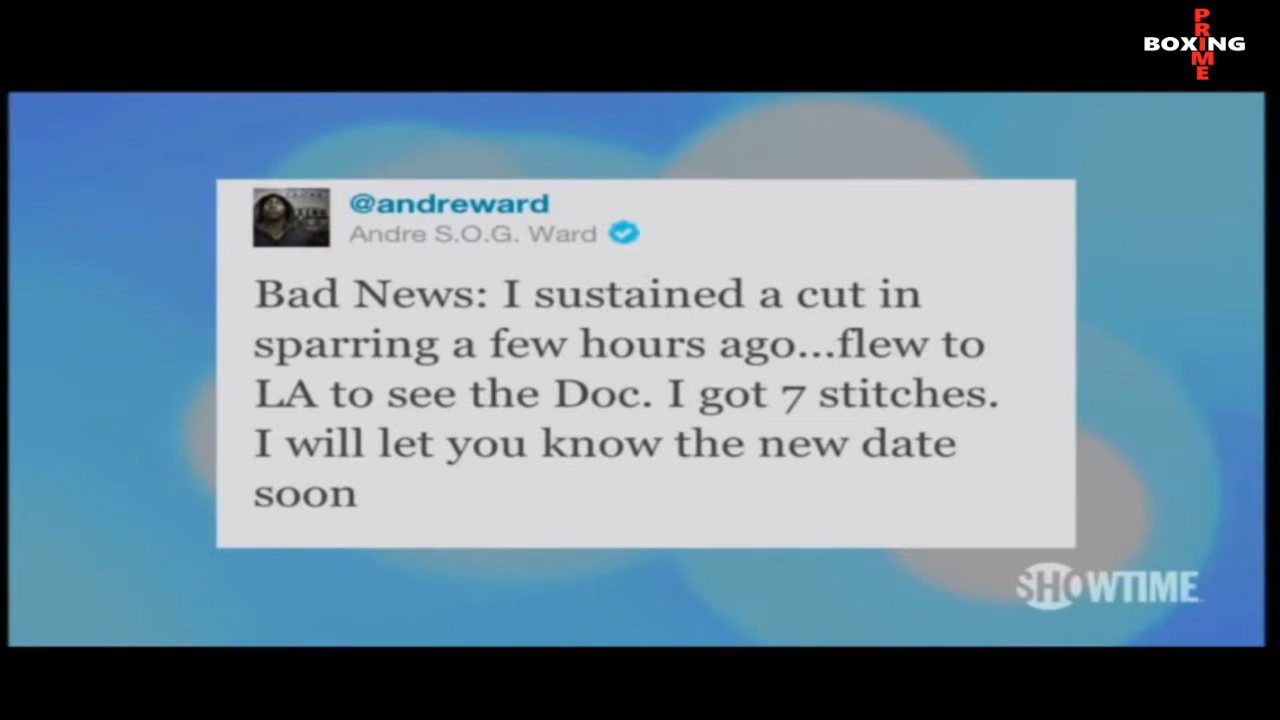 PRIME
BOXING
@andreward
Andre S.O.G. Ward
Bad News: I sustained a cut in
sparring a few hours ago...flew to
LA to see the Doc. I got 7 stitches.
I will let you know the new date
soon
SHOWTIME